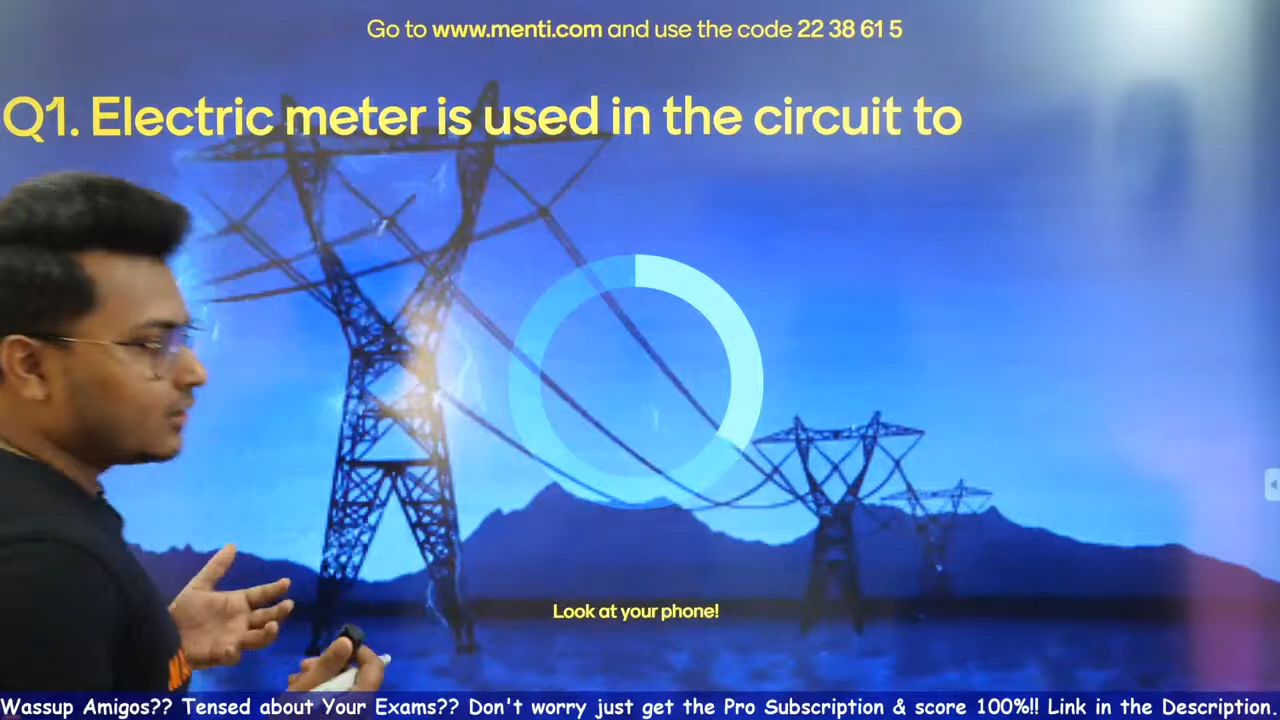 Go to www.menti.com and use the code 22 38 61 5
Q1. Electric meter is used in the circuit to
Look at your phone!
Wassup Amigos?? Tensed about Your Exams?? Don't worry just get the Pro Subscription & score 100%!! Link in the Description.